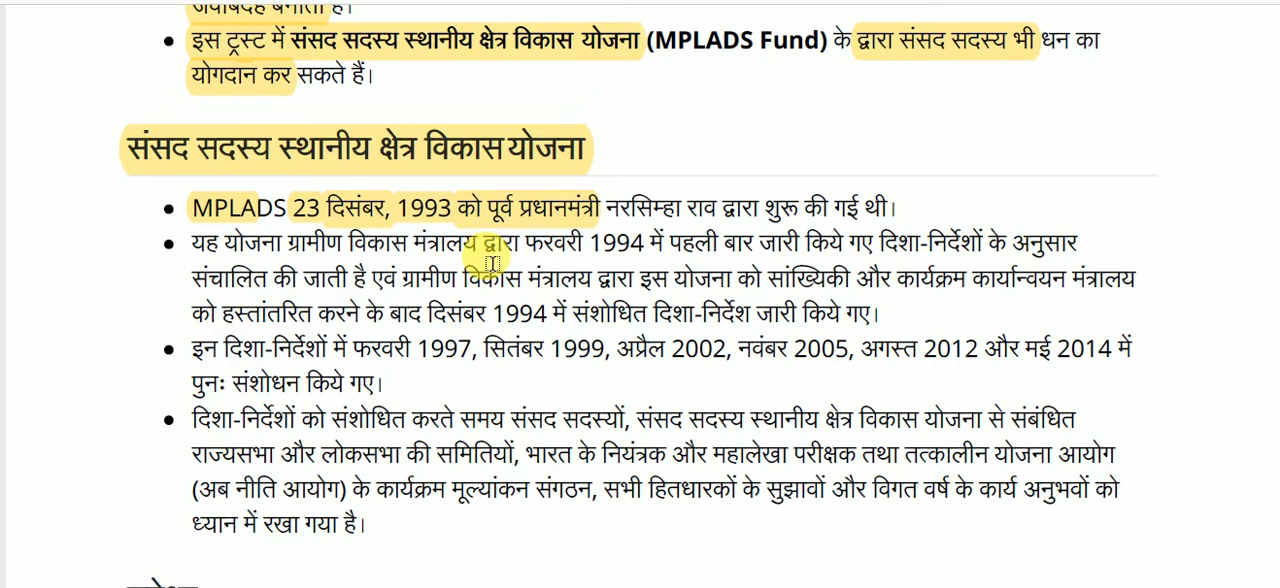 जवाबदेह बनाता है।
इस ट्रस्ट में संसद सदस्य स्थानीय क्षेत्र विकास योजना (MPLADS Fund) के द्वारा संसद सदस्य भी धन का
योगदान कर सकते हैं।
संसद सदस्य स्थानीय क्षेत्र विकास योजना
MPLADS 23 दिसंबर, 1993 को पूर्व प्रधानमंत्री नरसिम्हा राव द्वारा शुरू की गई थी।
यह योजना ग्रामीण विकास मंत्रालय द्वारा फरवरी 1994 में पहली बार जारी किये गए दिशा-निर्देशों के अनुसार
संचालित की जाती है एवं ग्रामीण विकास मंत्रालय द्वारा इस योजना को सांख्यिकी और कार्यक्रम कार्यान्वयन मंत्रालय
को हस्तांतरित करने के बाद दिसंबर 1994 में संशोधित दिशा-निर्देश जारी किये गए।
इन दिशा-निर्देशों में फरवरी 1997, सितंबर 1999, अप्रैल 2002, नवंबर 2005, अगस्त 2012 और मई 2014 में
पुनः संशोधन किये गए।
दिशा-निर्देशों को संशोधित करते समय संसद सदस्यों, संसद सदस्य स्थानीय क्षेत्र विकास योजना से संबंधित
राज्यसभा और लोकसभा की समितियों, भारत के नियंत्रक और महालेखा परीक्षक तथा तत्कालीन योजना आयोग
(अब नीति आयोग) के कार्यक्रम मूल्यांकन संगठन, सभी हितधारकों के सुझावों और विगत वर्ष के कार्य अनुभवों को
ध्यान में रखा गया है।